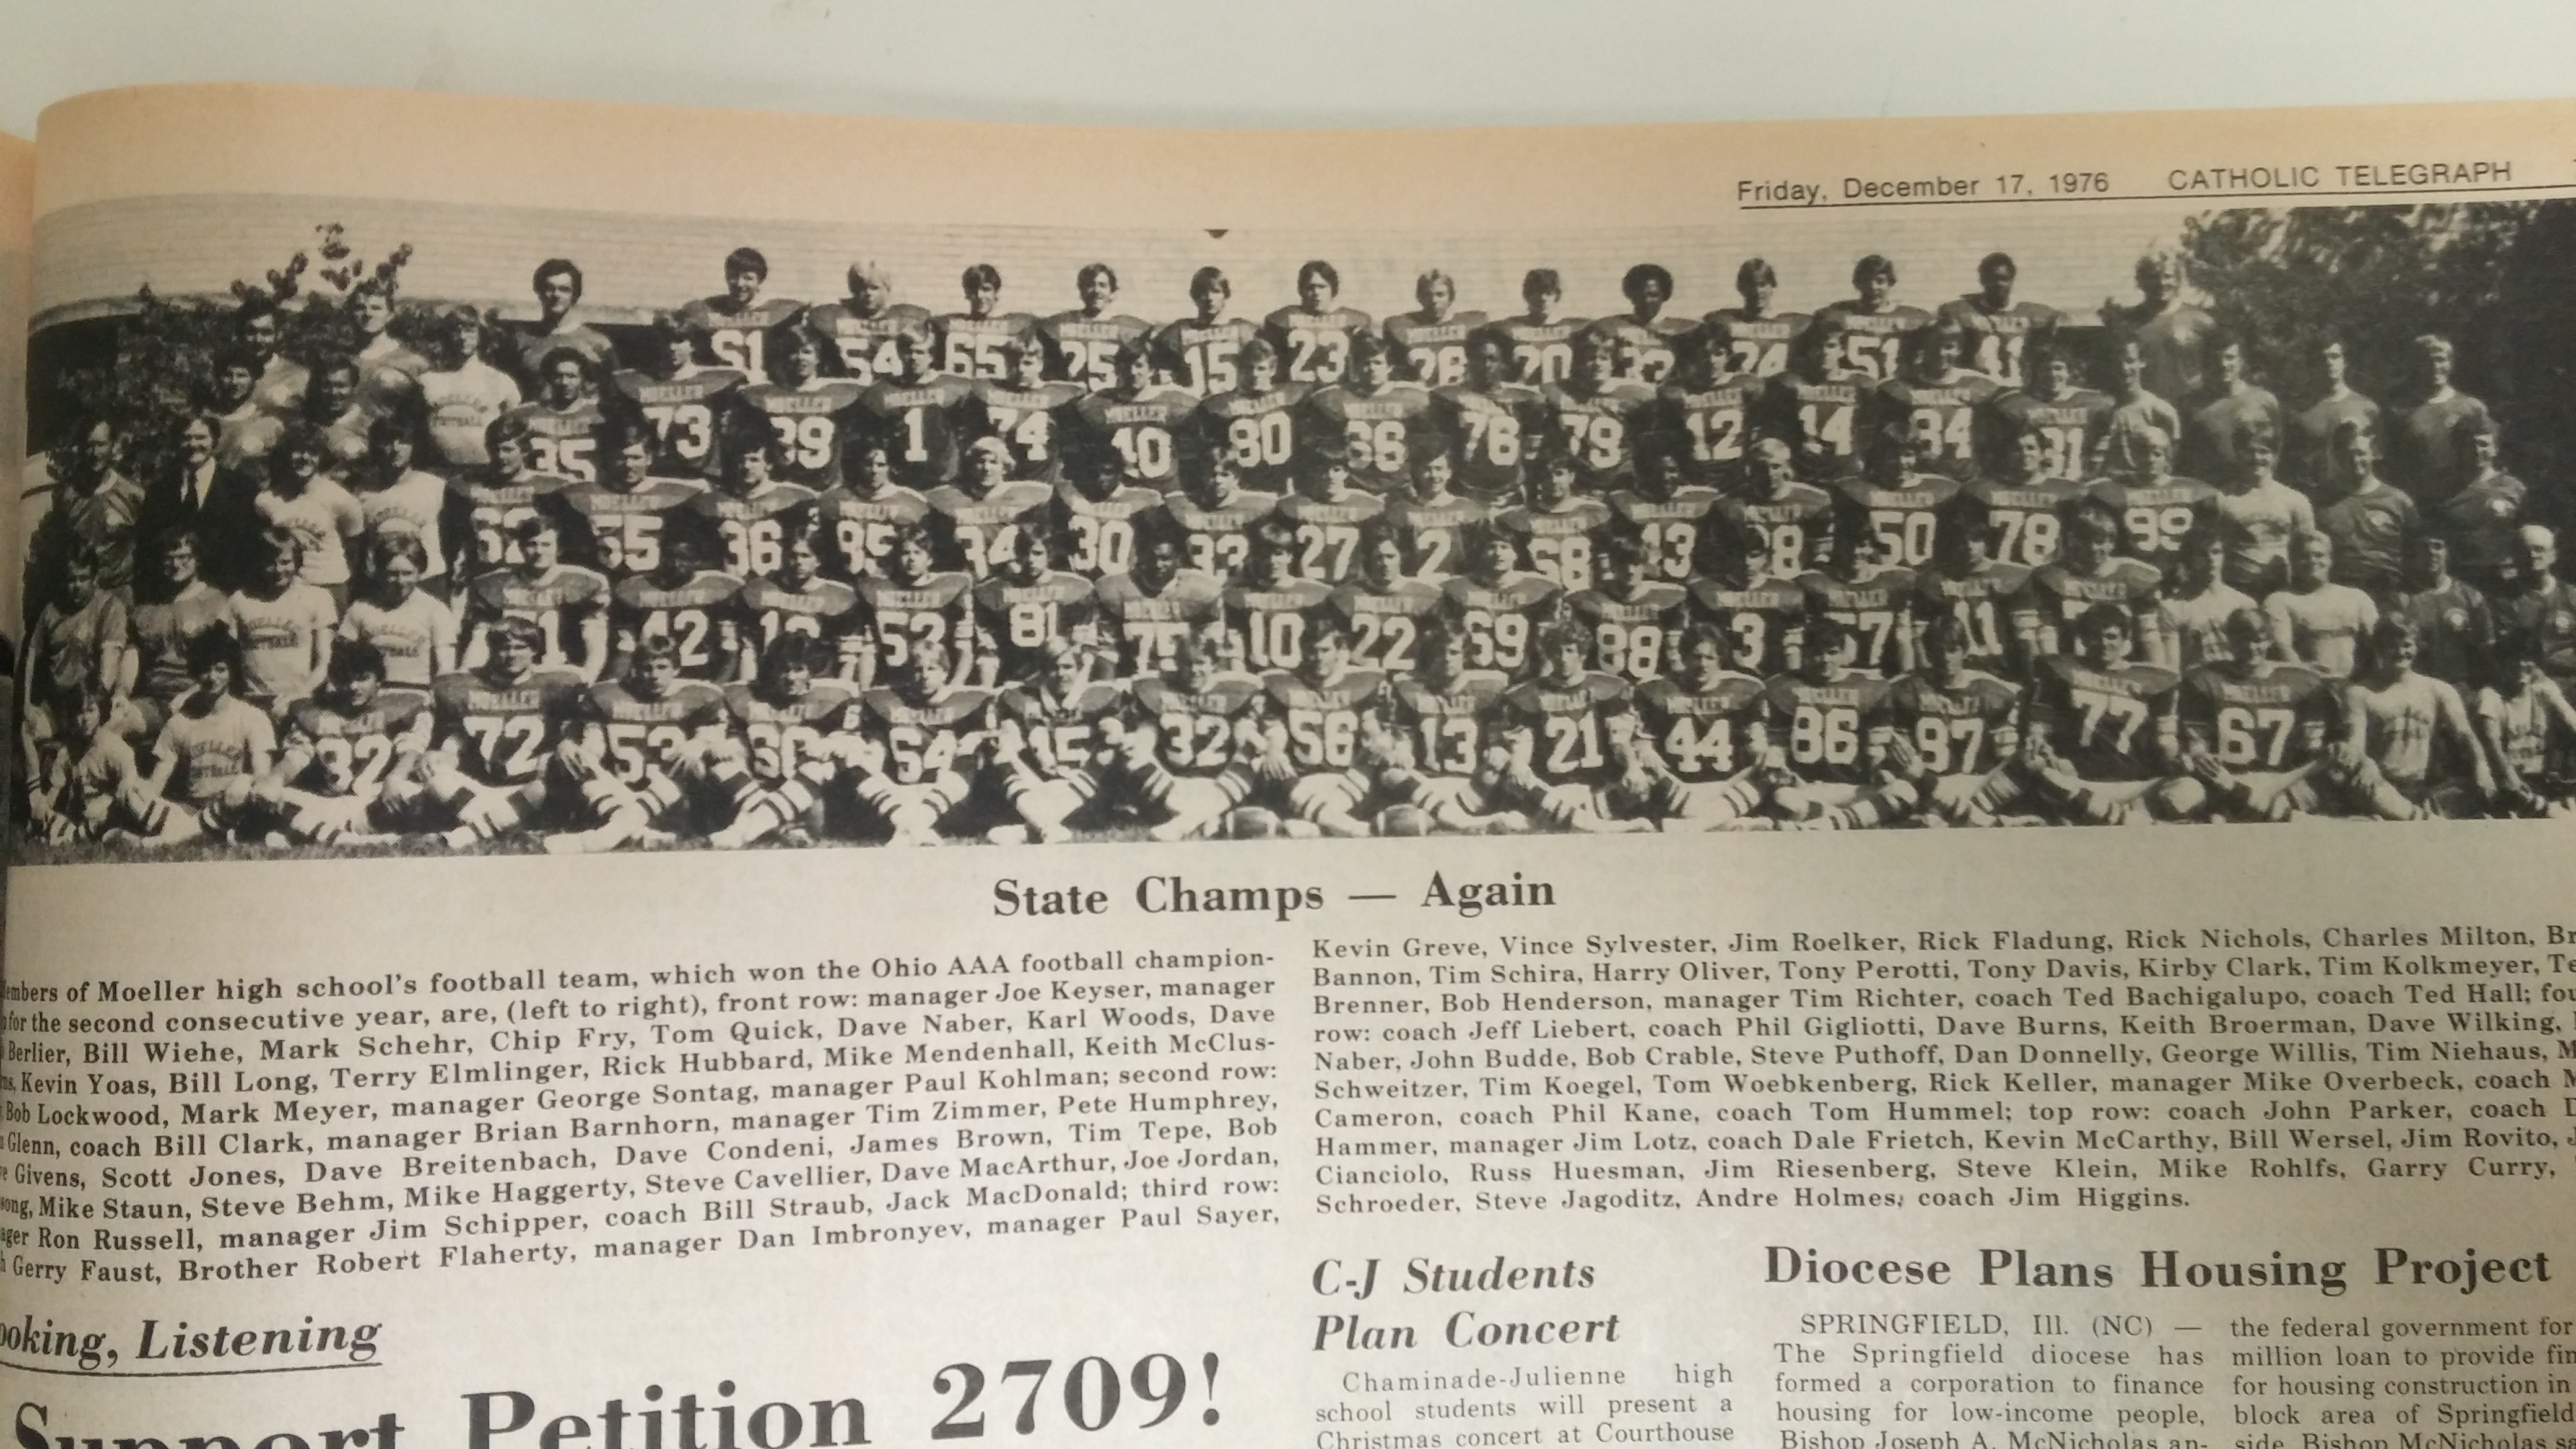 Friday, December 17, 1976 CATHOLIC TELEGRAPH
State Champs — Again
of Moeller high school's football team, which won the Ohio AAA football champion-
for the second consecutive year, are, (left to right), front row: manager Joe Keyser, manager
Berlier, Bill Wiehe, Mark Schehr, Chip Fry, Tom Quick, Dave Naber, Karl Woods, Dave
Kevin Yoas, Bill Long, Terry Elmlinger, Rick Hubbard, Mike Mendenhall, Keith McClus-
Bob Lockwood, Mark Meyer, manager George Sontag, manager Paul Kohlman; second row:
Glenn, coach Bill Clark, manager Brian Barnhorn, manager Tim Zimmer, Pete Humphrey,
Givens, Scott Jones, Dave Breitenbach, Dave Condeni, James Brown, Tim Tepe, Bob
Mike Staun, Steve Behm, Mike Haggerty, Steve Cavellier, Dave MacArthur, Joe Jordan,
Ron Russell, manager Jim Schipper, coach Bill Straub, Jack MacDonald; third row:
Gerry Faust, Brother Robert Flaherty, manager Dan Imbronyev, manager Paul Sayer,
Kevin Greve, Vince Sylvester, Jim Roelker, Rick Fladung, Rick Nichols, Charles Milton,
Bannon, Tim Schira, Harry Oliver, Tony Perotti, Tony Davis, Kirby Clark, Tim Kolkmeyer,
Brenner, Bob Henderson, manager Tim Richter, coach Ted Bachigalupo, coach Ted Hall;
row: coach Jeff Liebert, coach Phil Gigliotti, Dave Burns, Keith Broerman, Dave Wilking,
Naber, John Budde, Bob Crable, Steve Puthoff, Dan Donnelly, George Willis, Tim Niehaus,
Schweitzer, Tim Koegel, Tom Woebkenberg, Rick Keller, manager Mike Overbeck, coach
Cameron, coach Phil Kane, coach Tom Hummel; top row: coach John Parker, coach
Hammer, manager Jim Lotz, coach Dale Frietch, Kevin McCarthy, Bill Wersel, Jim Rovito,
Cianciolo, Russ Huesman, Jim Riesenberg, Steve Klein, Mike Rohlfs, Garry Curry,
Schroeder, Steve Jagoditz, Andre Holmes, coach Jim Higgins.
Listening
Support Petition 2709!
C-J Students
Plan Concert
Chaminade-Julienne high
school students will present a
Christmas concert at Courthouse
Diocese Plans Housing Project
SPRINGFIELD, Ill. (NC) —
The Springfield diocese has
formed a corporation to finance
housing for low-income people,
Bishop Joseph A. McNicholas an-
the federal government for
million loan to provide
for housing construction in
block area of Springfield
side. Bishop McNicholas